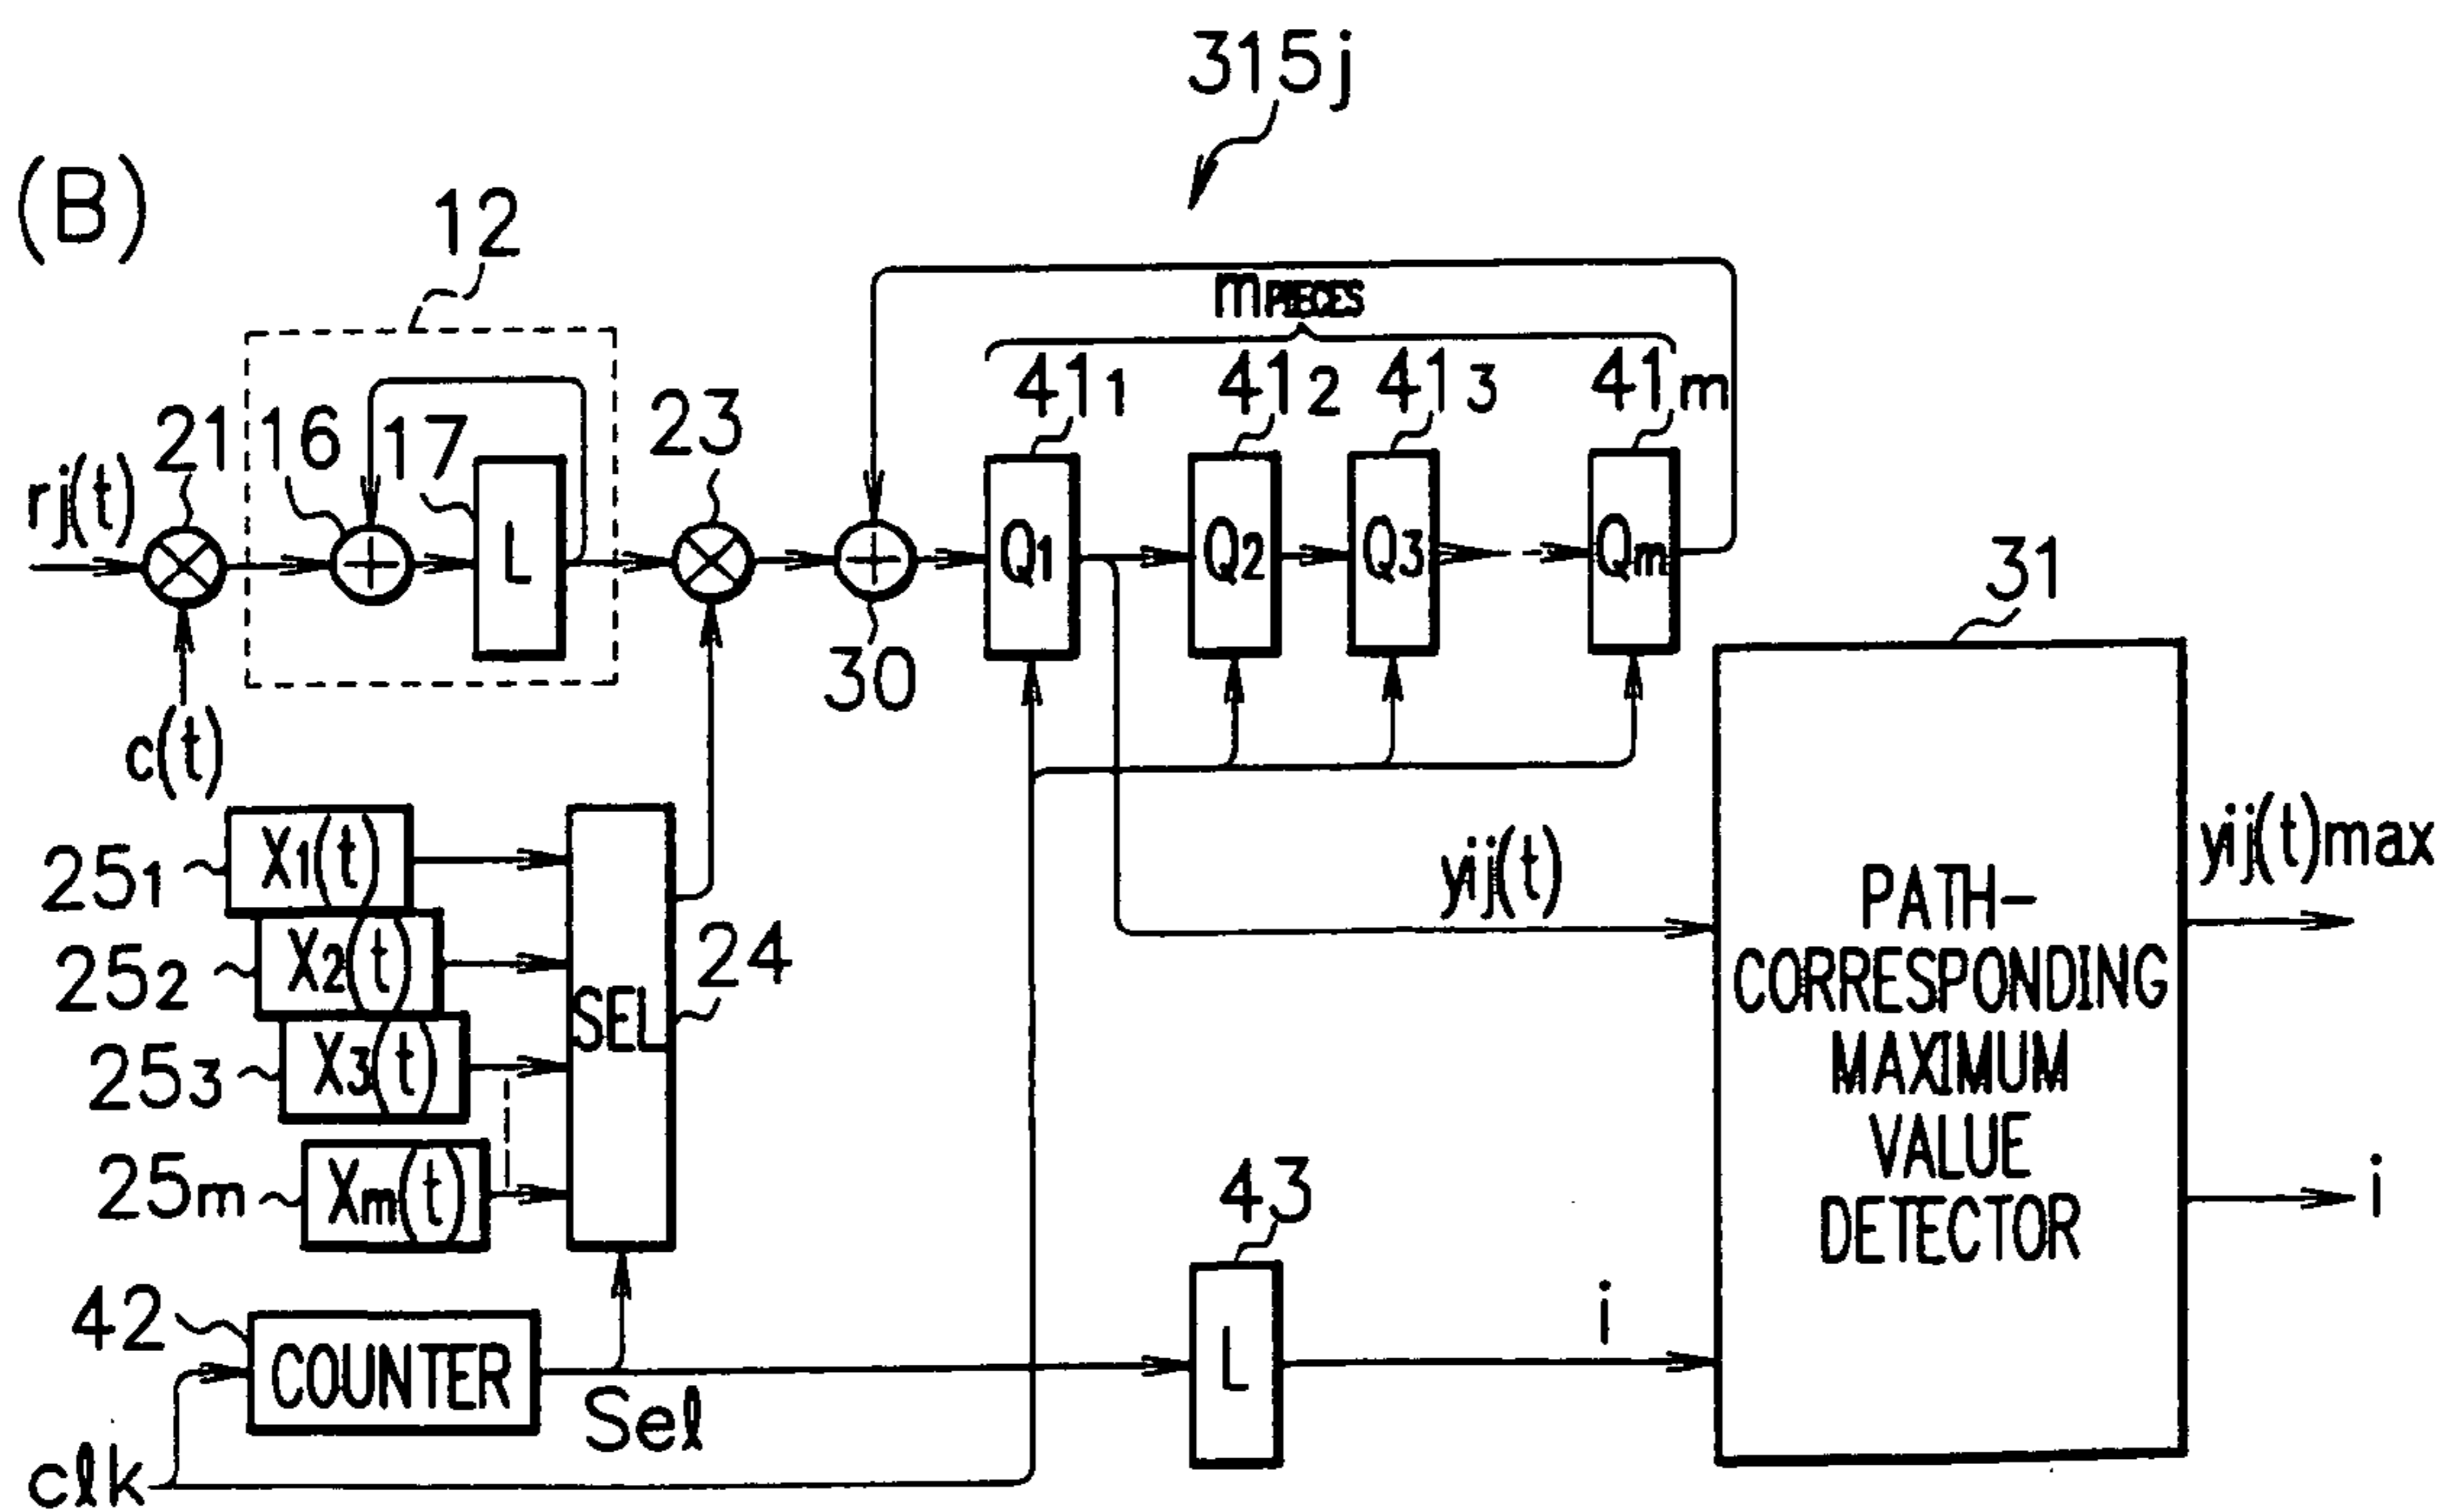 315j
(B)
12
m PIECES
41₁
41₂
41₃
41m
21
16
17
23
rj(t)
L
Q1
Q2
Q3
Qm
30
31
c(t)
25₁
X1(t)
25₂
X2(t)
25₃
X3(t)
25m
Xm(t)
SEL
24
yij(t)
yij(t)max
PATH-
CORRESPONDING
MAXIMUM
VALUE
DETECTOR
i
43
L
i
42
COUNTER
Sel
clk